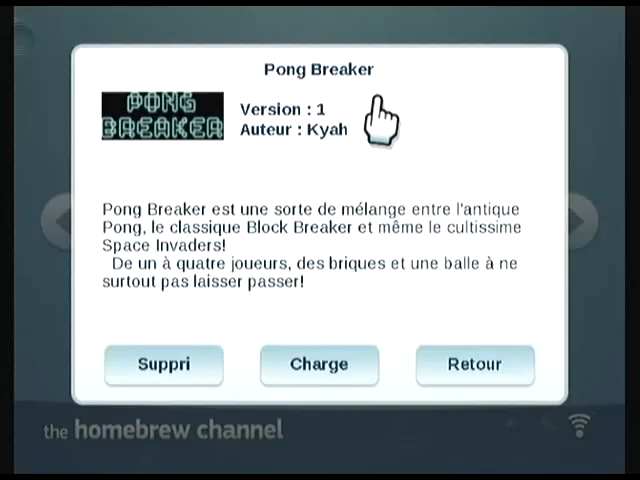 Pong Breaker
PONG
BREAKER
Version : 1
Auteur : Kyah
Pong Breaker est une sorte de mélange entre l'antique
Pong, le classique Block Breaker et même le cultissime
Space Invaders!
De un à quatre joueurs, des briques et une balle à ne
surtout pas laisser passer!
Suppri
Charge
Retour
the homebrew channel